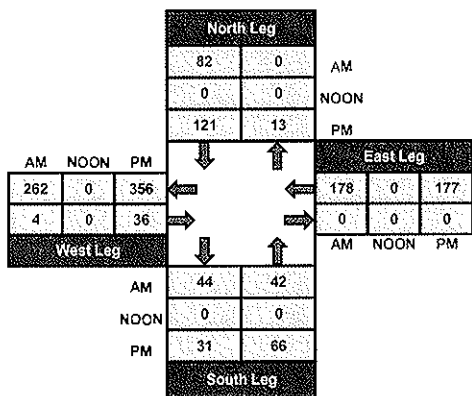 North Leg
82 0 AM
0 0 NOON
121 13 PM
AM NOON PM
East Leg
262 0 356
178 0 177
4 0 36
0 0 0
West Leg
AM NOON PM
AM 44 42
NOON 0 0
PM 31 66
South Leg